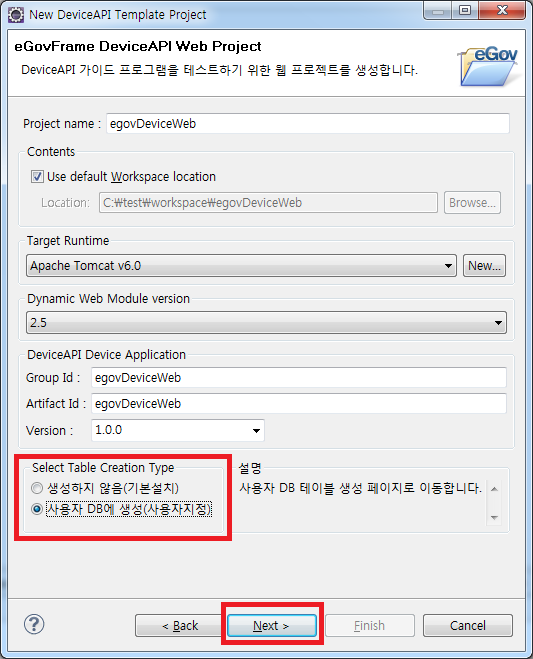 New DeviceAPI Template Project
eGovFrame DeviceAPI Web Project
DeviceAPI 가이드 프로그램을 테스트하기 위한 웹 프로젝트를 생성합니다.
eGov
Project name : egovDeviceWeb
Contents
Use default Workspace location
Location: C:₩test₩workspace₩egovDeviceWeb Browse...
Target Runtime
Apache Tomcat v6.0 New...
Dynamic Web Module version
2.5
DeviceAPI Device Application
Group Id : egovDeviceWeb
Artifact Id : egovDeviceWeb
Version : 1.0.0
Select Table Creation Type
생성하지 않음(기본설치)
사용자 DB에 생성(사용자지정)
설명
사용자 DB 테이블 생성 페이지로 이동합니다.
? < Back Next > Finish Cancel